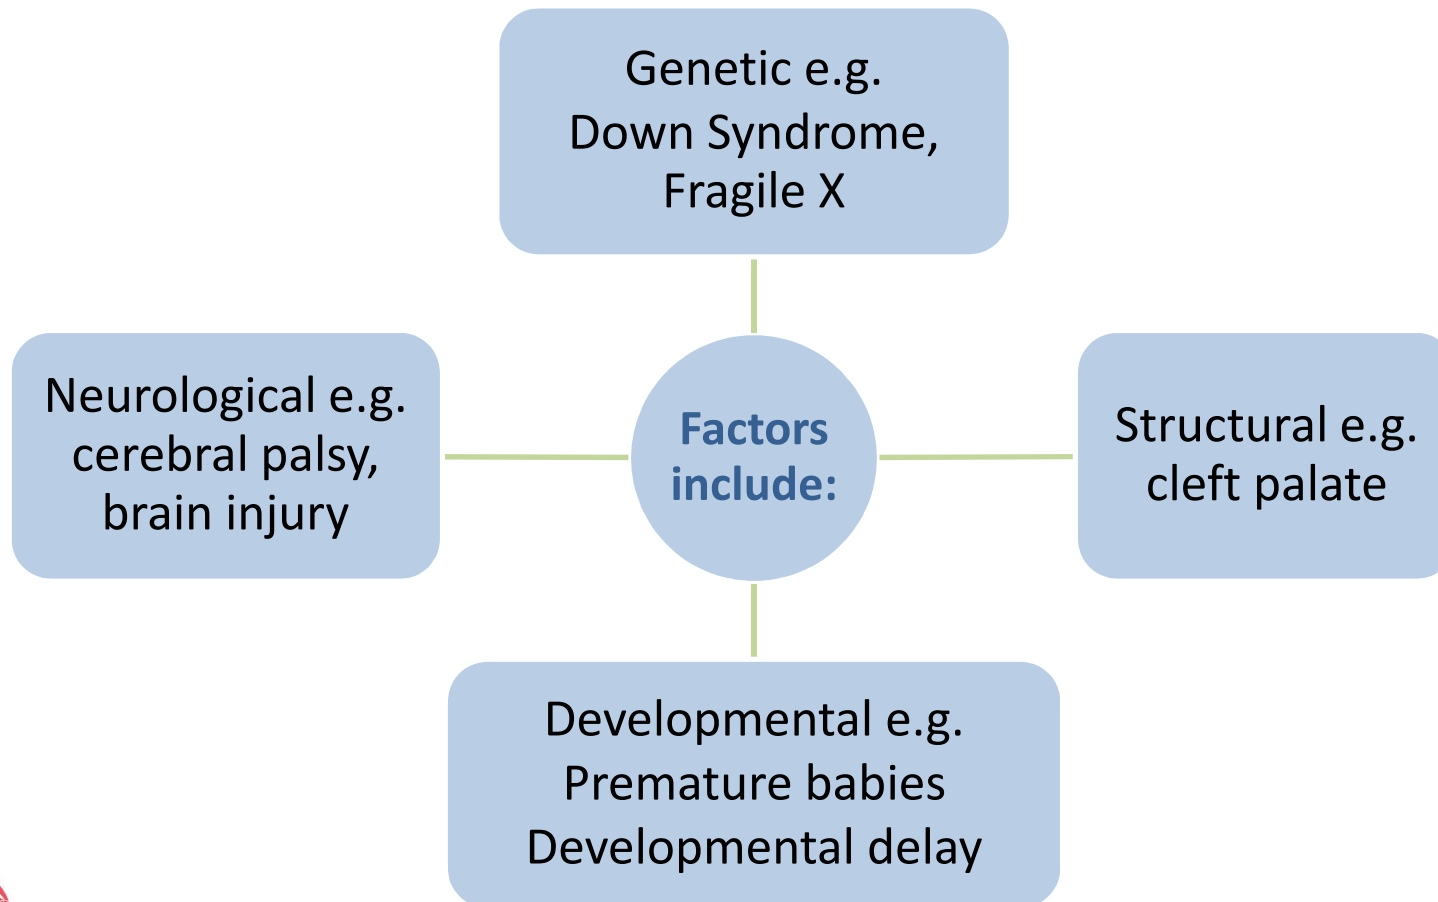 Genetic e.g.
Down Syndrome,
Fragile X
Neurological e.g.
cerebral palsy,
brain injury
Factors
include:
Structural e.g.
cleft palate
Developmental e.g.
Premature babies
Developmental delay